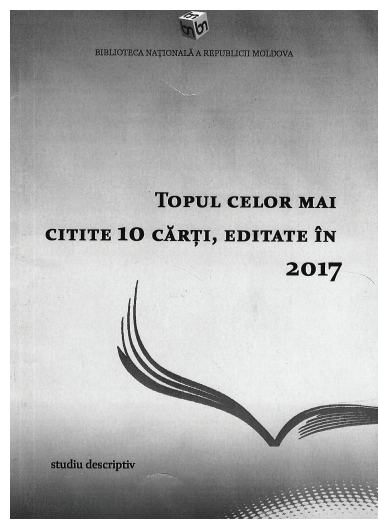 BIBLIOTECA NAȚIONALĂ A REPUBLICII MOLDOVA
TOPUL CELOR MAI
CITITE 10 CĂRȚI, EDITATE ÎN
2017
studiu descriptiv